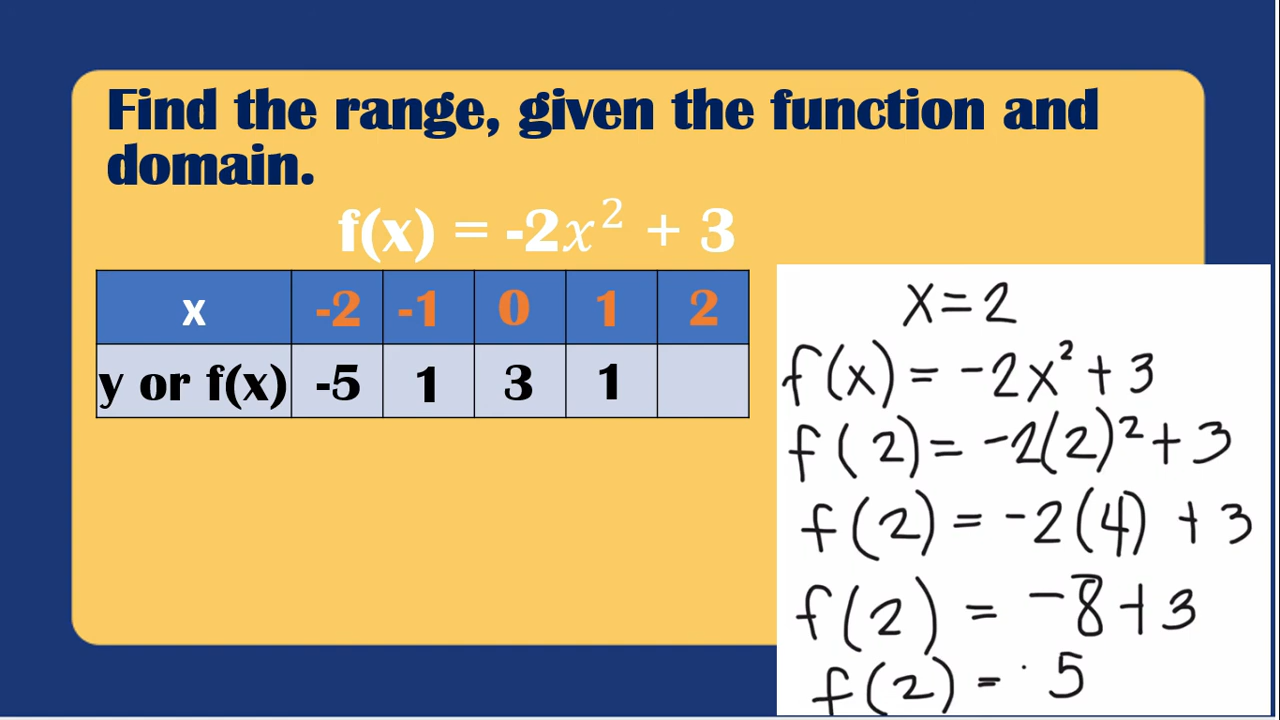 Find the range, given the function and
domain.
f(x) = -2x² + 3
x -2 -1 0 1 2
y or f(x) -5 1 3 1
x = 2
f(x) = -2x² + 3
f(2) = -2(2)² + 3
f(2) = -2(4) + 3
f(2) = -8 + 3
f(2) = · 5